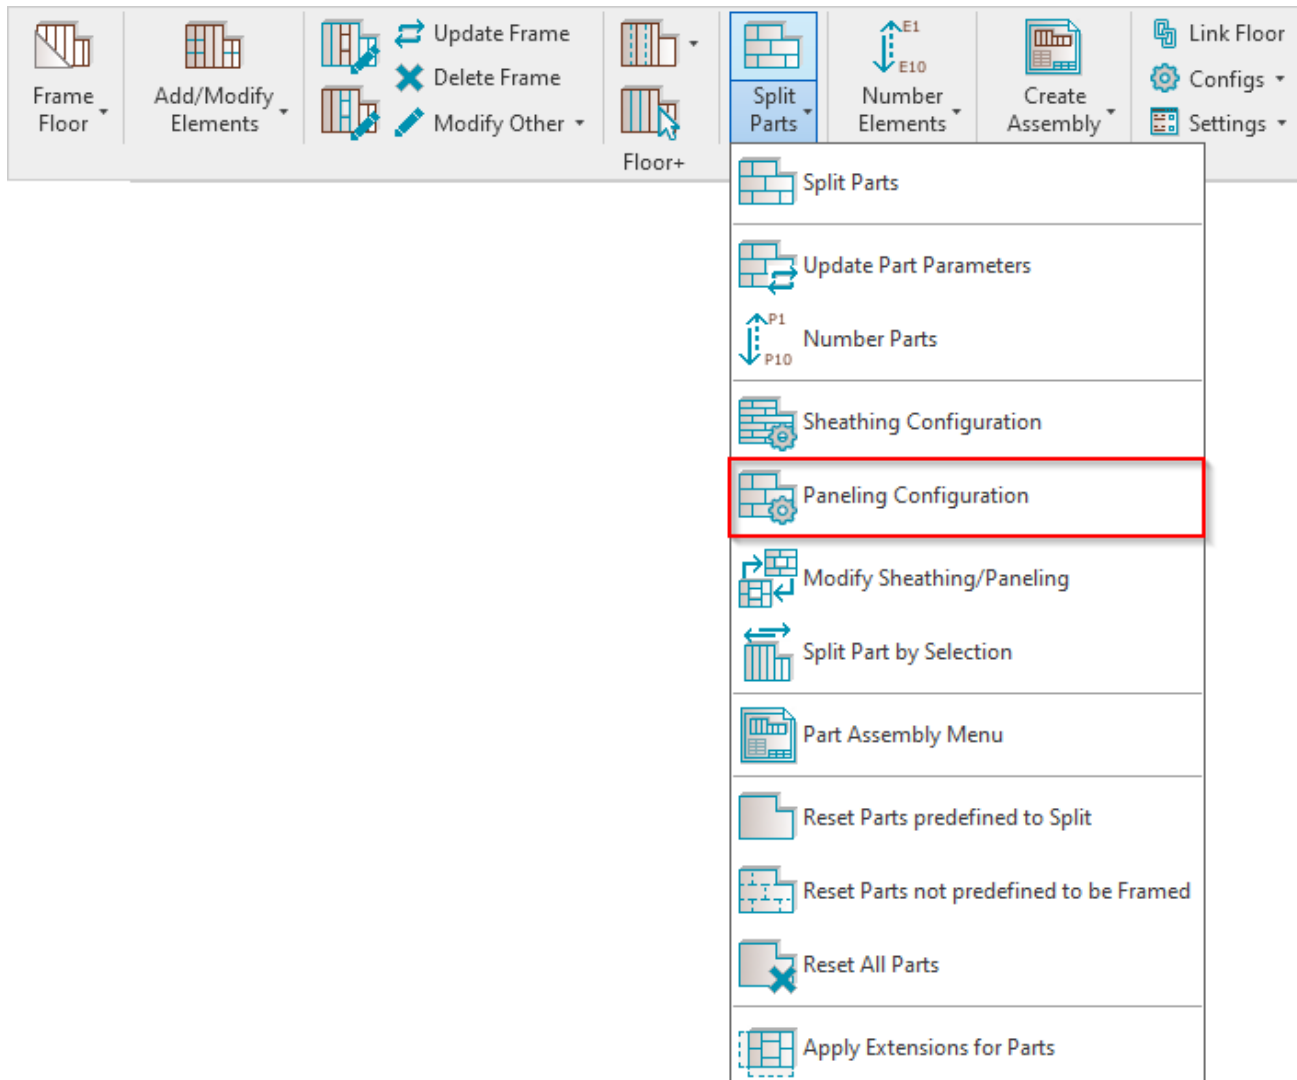 Frame
Floor
Add/Modify
Elements
Update Frame
Delete Frame
Modify Other
Floor+
Split
Parts
E1
E10
Number
Elements
Create
Assembly
Link Floor
Configs
Settings
Split Parts
Update Part Parameters
P1
P10
Number Parts
Sheathing Configuration
Paneling Configuration
Modify Sheathing/Paneling
Split Part by Selection
Part Assembly Menu
Reset Parts predefined to Split
Reset Parts not predefined to be Framed
Reset All Parts
Apply Extensions for Parts